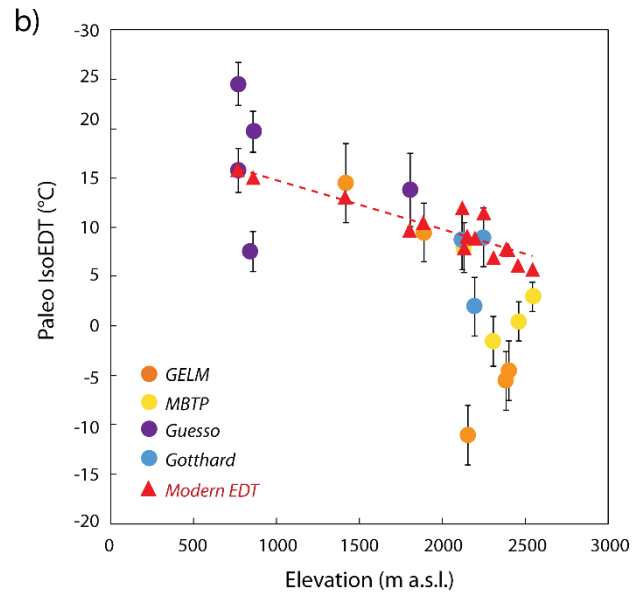 b)
-30
25
20
15
10
5
0
-5
-10
-15
-20
Paleo IsoEDT (°C)
GELM
MBTP
Guesso
Gotthard
Modern EDT
0 500 1000 1500 2000 2500 3000
Elevation (m a.s.l.)